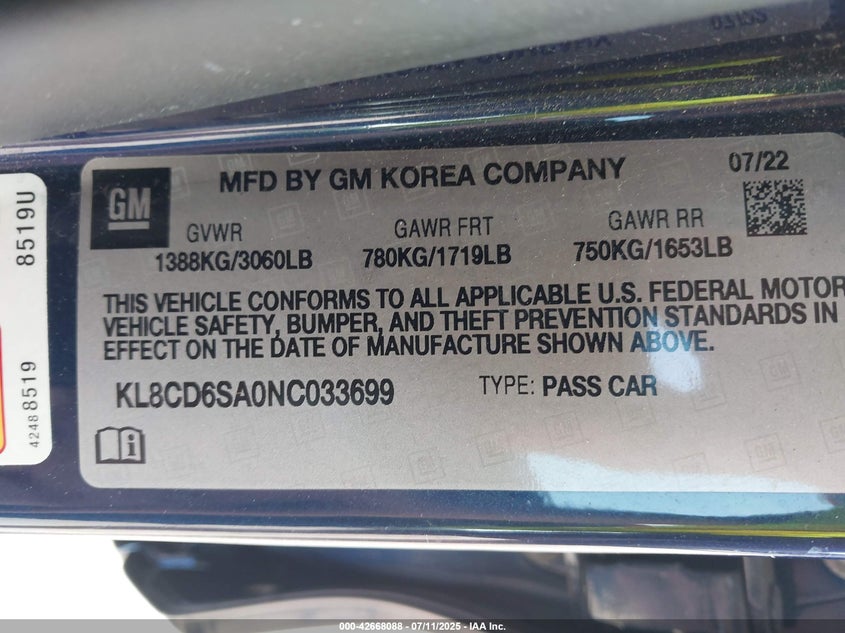 GM
MFD BY GM KOREA COMPANY
07/22
GVWR
GAWR FRT
GAWR RR
1388KG/3060LB
780KG/1719LB
750KG/1653LB
THIS VEHICLE CONFORMS TO ALL APPLICABLE U.S. FEDERAL MOTOR
VEHICLE SAFETY, BUMPER, AND THEFT PREVENTION STANDARDS IN
EFFECT ON THE DATE OF MANUFACTURE SHOWN ABOVE.
KL8CD6SA0NC033699
TYPE: PASS CAR
8519U
42488519
000-42668088 - 07/11/2025 - IAA Inc.